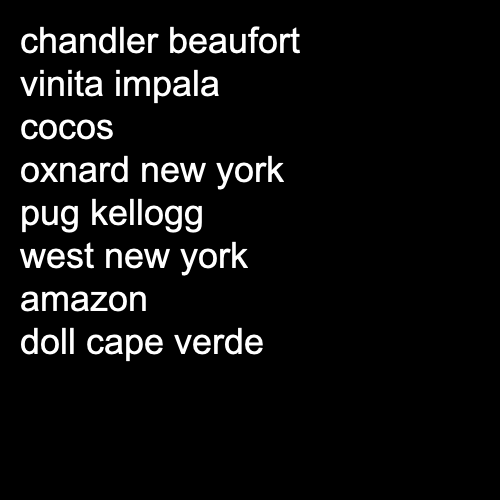 chandler beaufort
vinita impala
cocos
oxnard new york
pug kellogg
west new york
amazon
doll cape verde